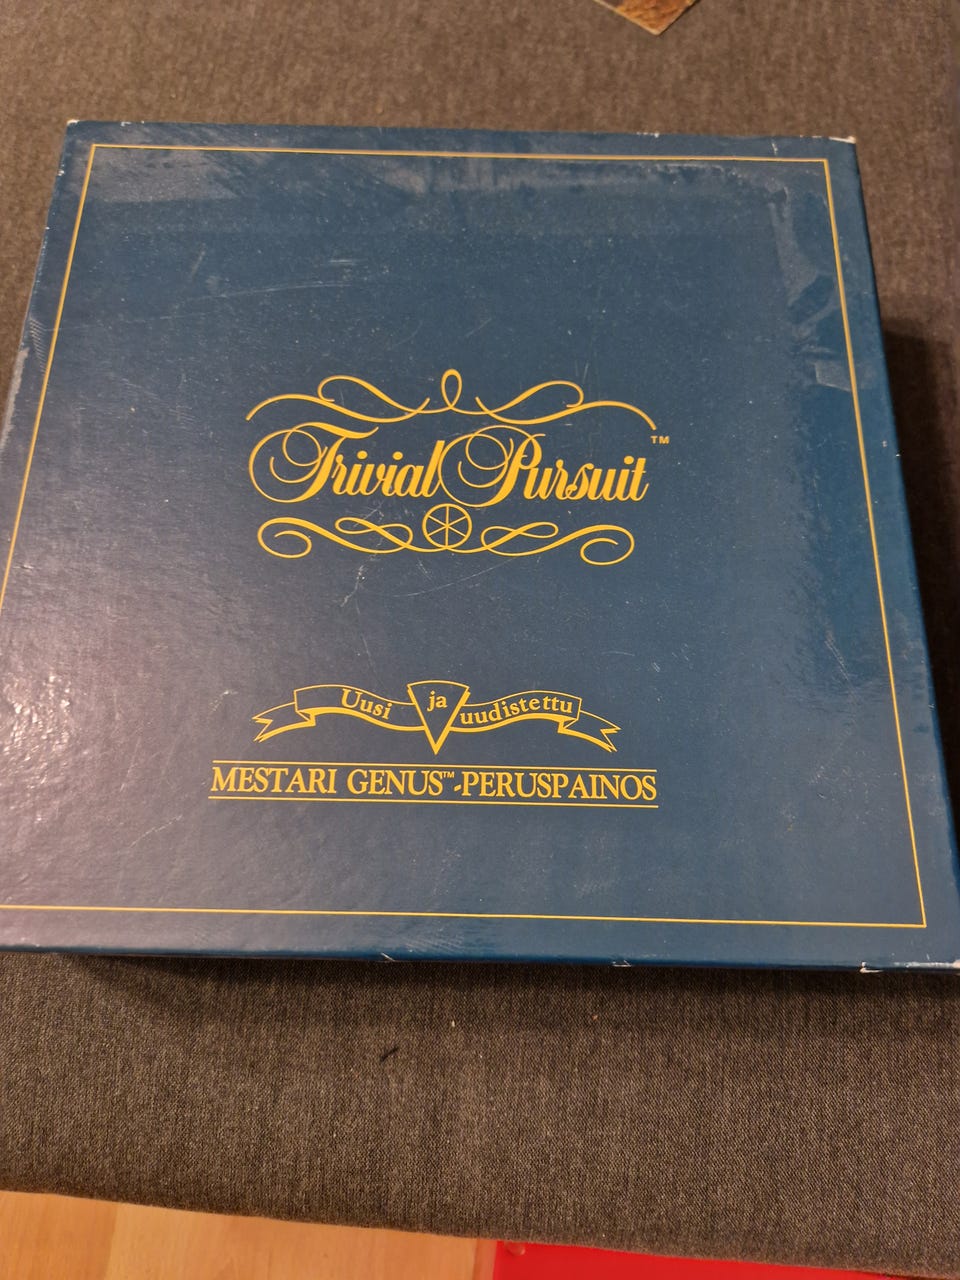 Trivial Pursuit™
Uusi ja uudistettu
MESTARI GENUS™-PERUSPAINOS